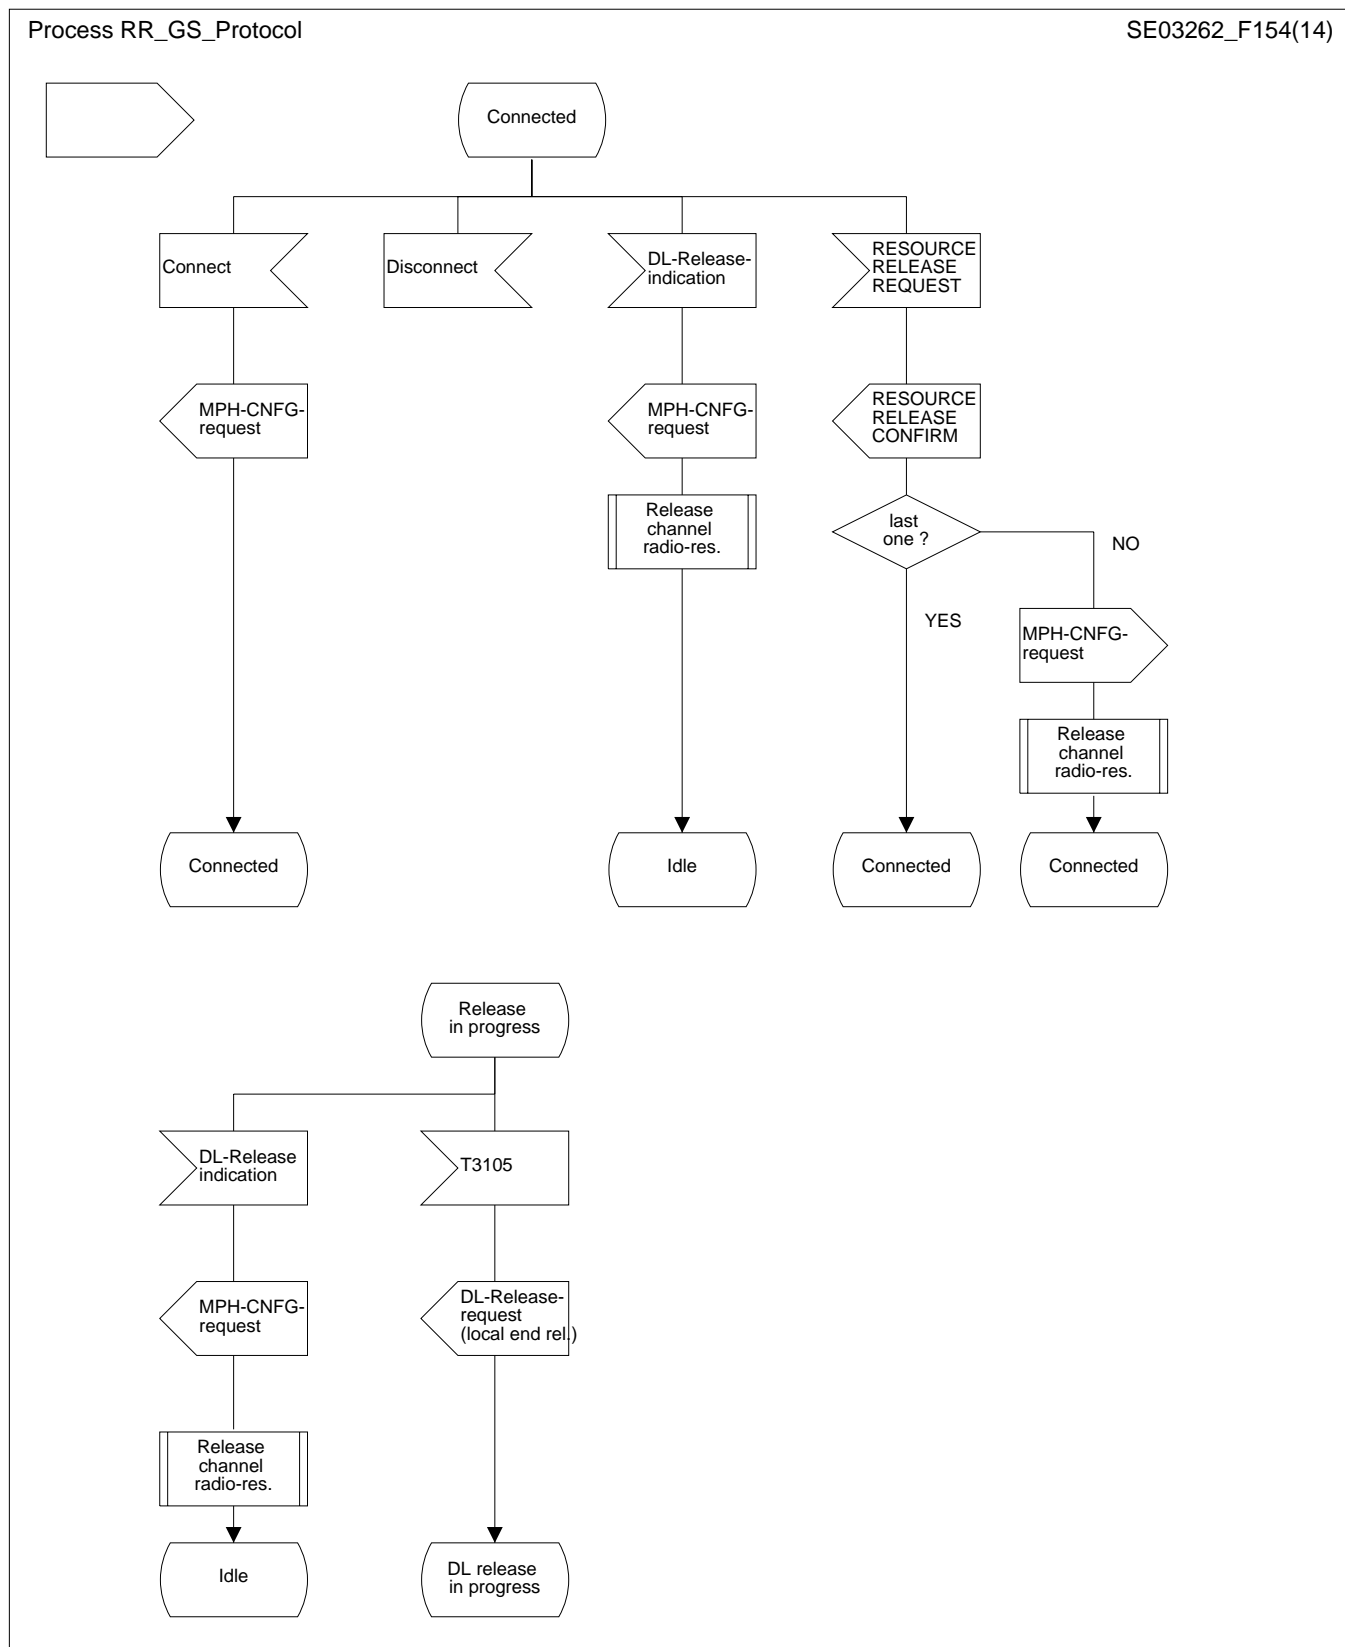 Process RR_GS_Protocol
SE03262_F154(14)
Connected
Connect
Disconnect
DL-Release-
indication
RESOURCE
RELEASE
REQUEST
MPH-CNFG-
request
MPH-CNFG-
request
RESOURCE
RELEASE
CONFIRM
Release
channel
radio-res.
last
one ?
NO
YES
MPH-CNFG-
request
Release
channel
radio-res.
Connected
Idle
Connected
Connected
Release
in progress
DL-Release
indication
T3105
MPH-CNFG-
request
DL-Release-
request
(local end rel.)
Release
channel
radio-res.
Idle
DL release
in progress